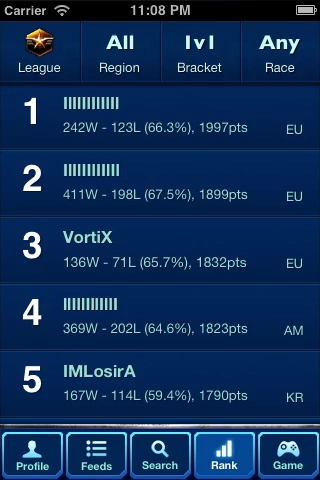 Carrier 11:08 PM
All 1v1 Any
League Region Bracket Race
1
IIIIIIIIIIII
242W - 123L (66.3%), 1997pts
EU
2
IIIIIIIIIIII
411W - 198L (67.5%), 1899pts
EU
3
VortiX
136W - 71L (65.7%), 1832pts
EU
4
IIIIIIIIIIII
369W - 202L (64.6%), 1823pts
AM
5
IMLosirA
167W - 114L (59.4%), 1790pts
KR
Profile Feeds Search Rank Game